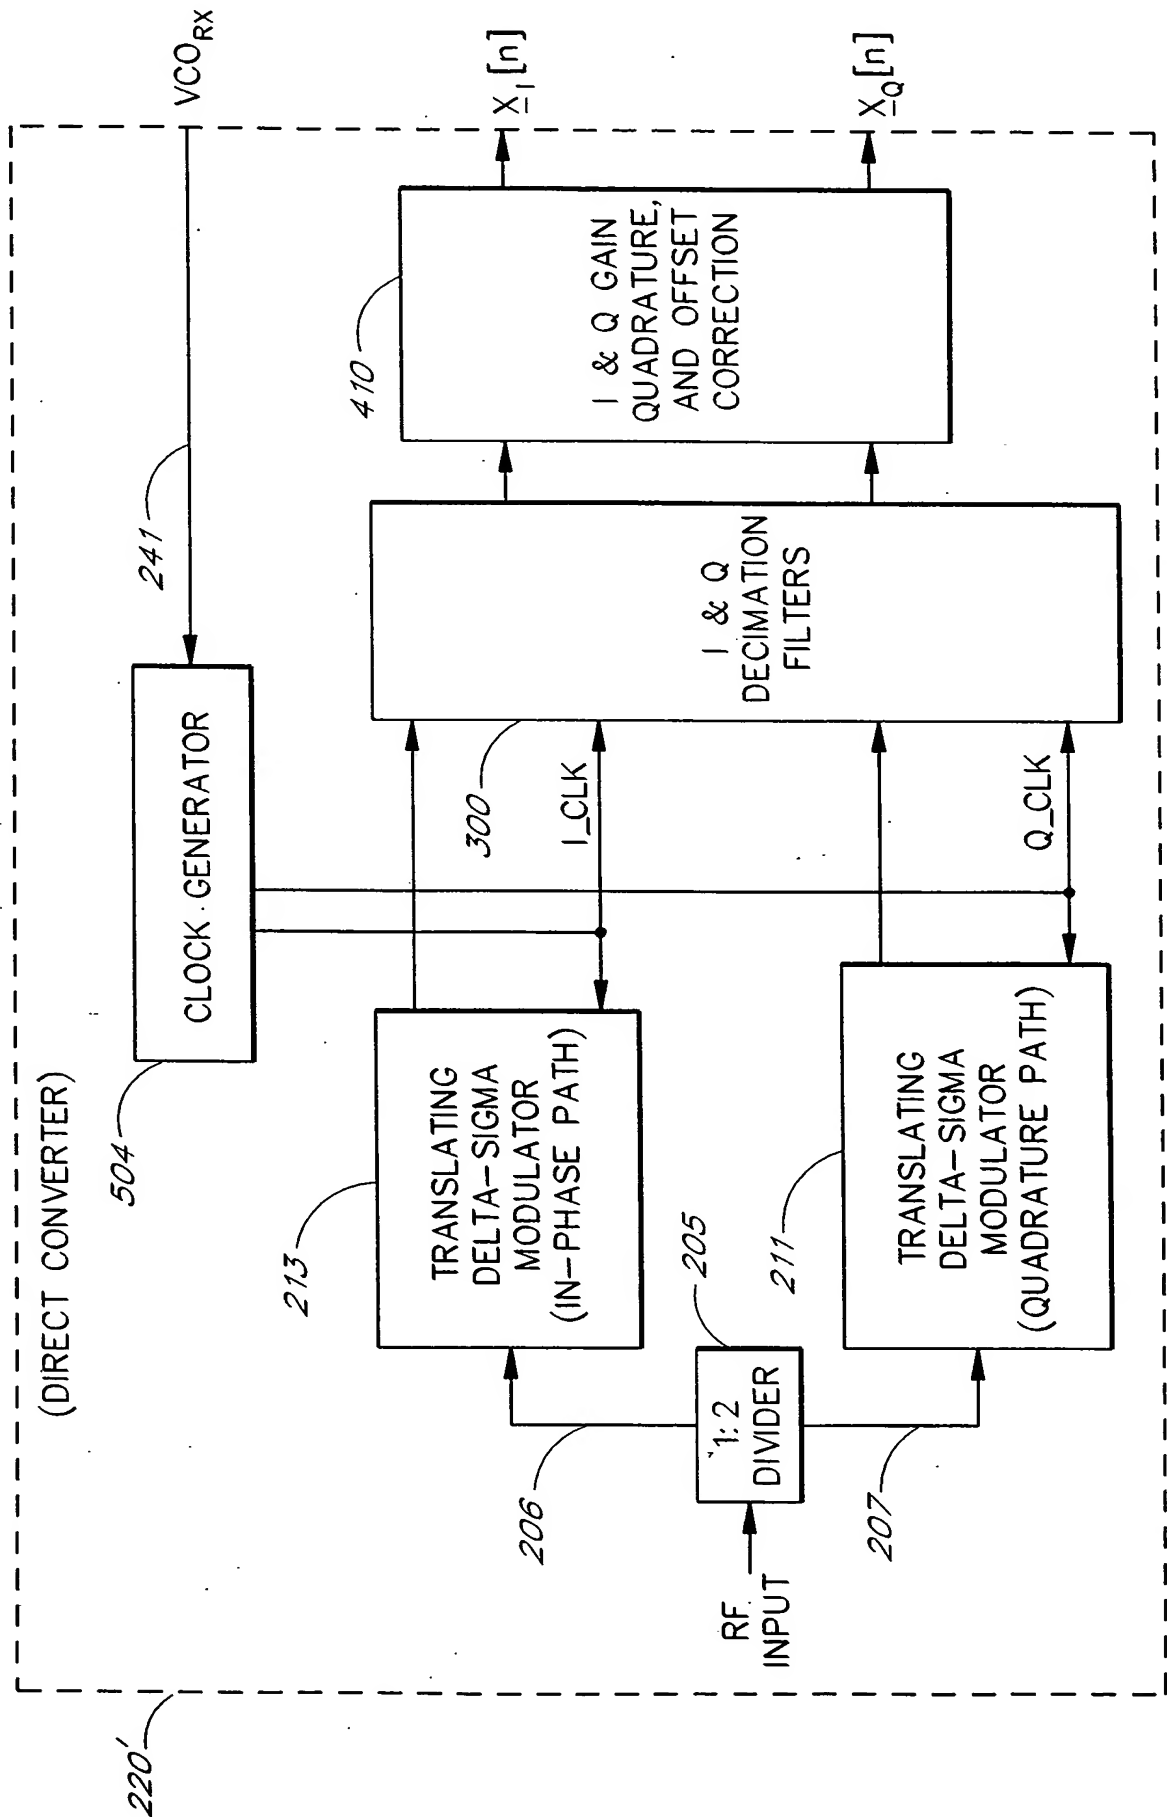 220'
(DIRECT CONVERTER)
504
CLOCK GENERATOR
241
VCO_RX
213
TRANSLATING
DELTA-SIGMA
MODULATOR
(IN-PHASE PATH)
I_CLK
300
I & Q
DECIMATION
FILTERS
410
I & Q GAIN
QUADRATURE,
AND OFFSET
CORRECTION
X_I[n]
X_Q[n]
206
RF
INPUT
1:2
DIVIDER
205
207
211
TRANSLATING
DELTA-SIGMA
MODULATOR
(QUADRATURE PATH)
Q_CLK